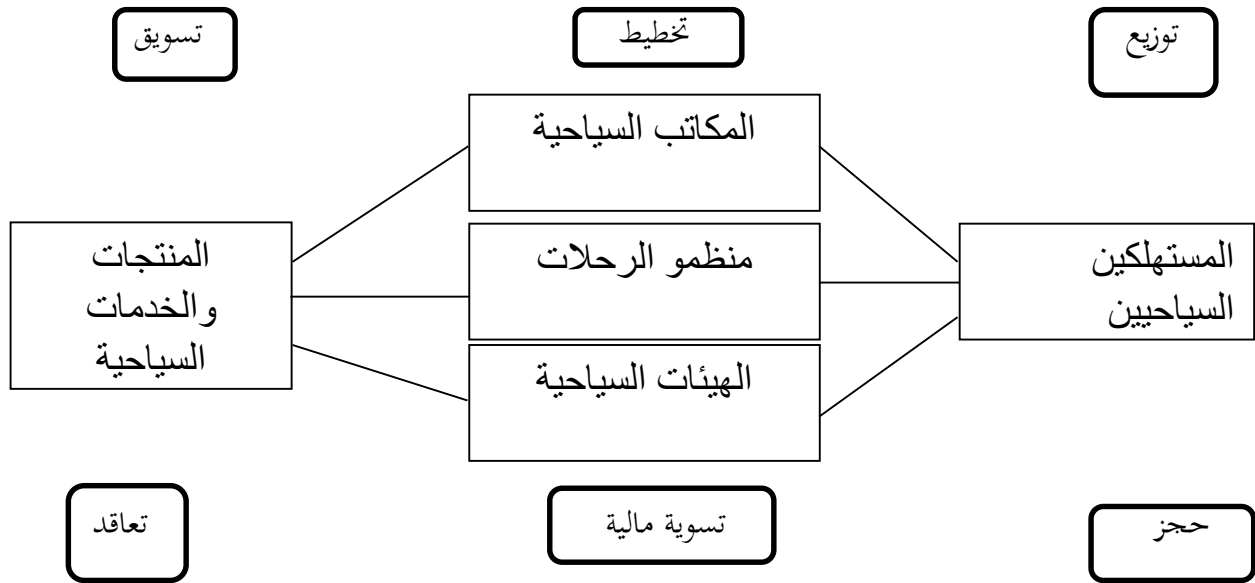 توزيع
تخطيط
تسويق
المكاتب السياحية
المستهلكين
السياحيين
منظمو الرحلات
المنتجات
والخدمات
السياحية
الهيئات السياحية
حجز
تسوية مالية
تعاقد